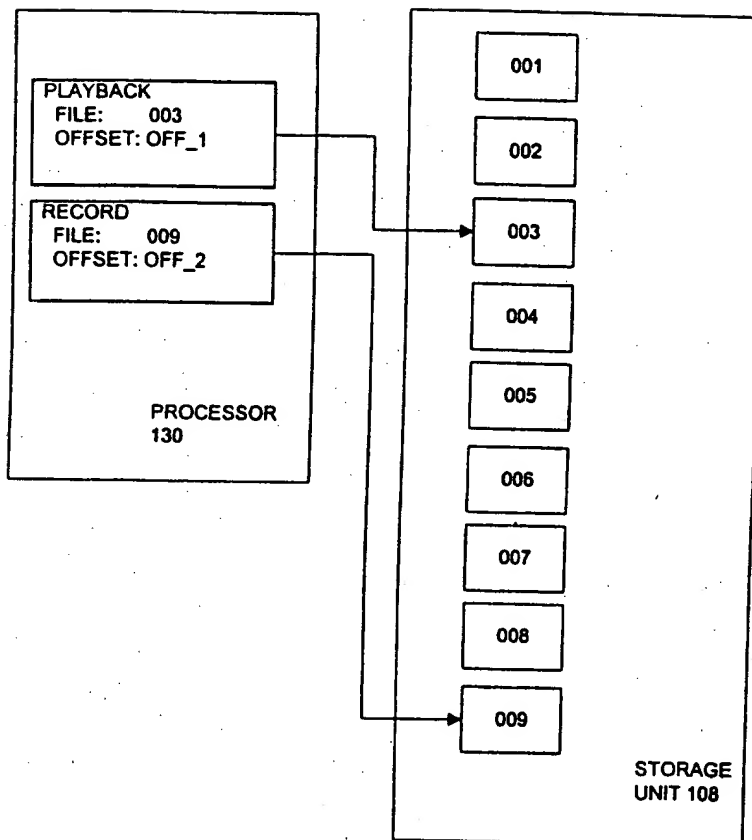 PLAYBACK
FILE: 003
OFFSET: OFF_1
RECORD
FILE: 009
OFFSET: OFF_2
PROCESSOR
130
001
002
003
004
005
006
007
008
009
STORAGE
UNIT 108